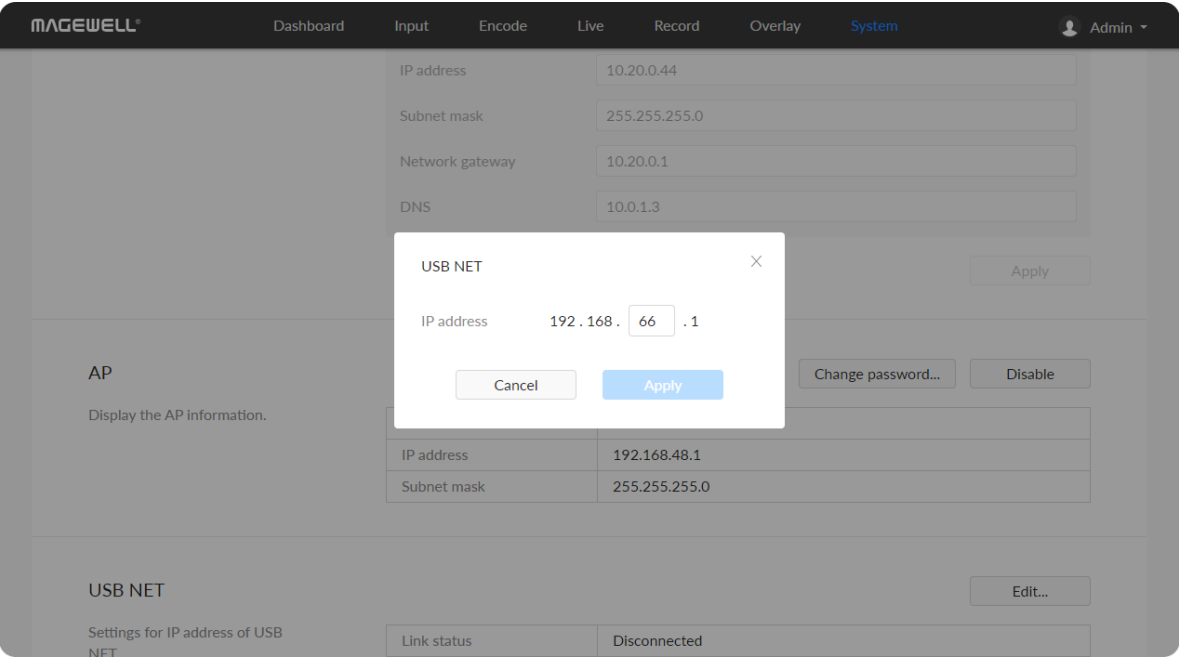 MAGEWELL®
Dashboard Input Encode Live Record Overlay System Admin
IP address 10.20.0.44
Subnet mask 255.255.255.0
Network gateway 10.20.0.1
DNS 10.0.1.3
Apply
USB NET
IP address 192 . 168 . 66 . 1
Cancel Apply
AP
Change password... Disable
Display the AP information.
IP address 192.168.48.1
Subnet mask 255.255.255.0
USB NET
Edit...
Settings for IP address of USB
NET
Link status Disconnected